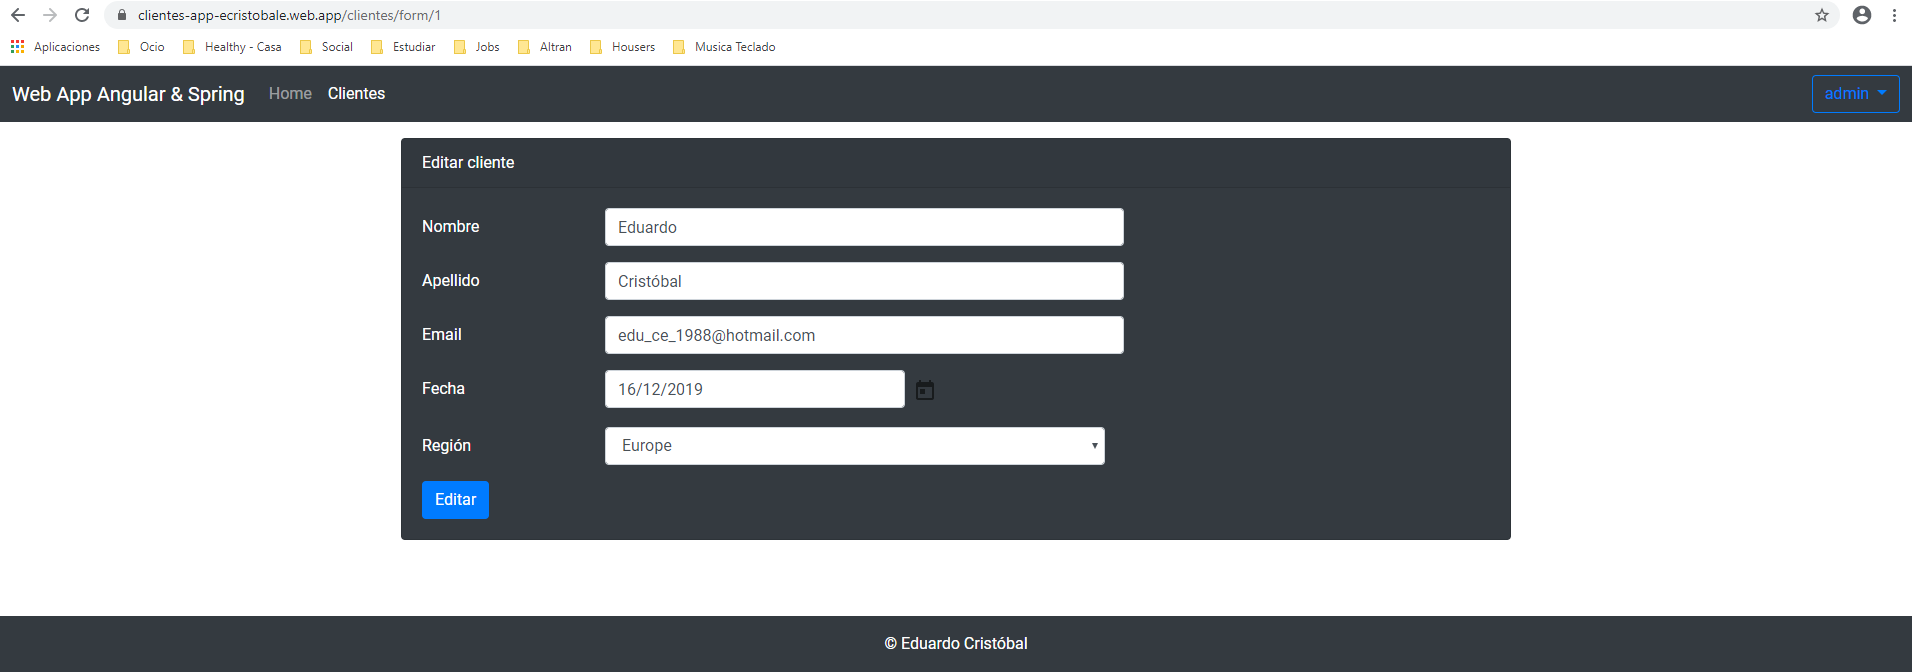 clientes-app-ecristobale.web.app/clientes/form/1
Aplicaciones Ocio Healthy - Casa Social Estudiar Jobs Altran Housers Musica Teclado
Web App Angular & Spring Home Clientes admin
Editar cliente
Nombre Eduardo
Apellido Cristóbal
Email edu_ce_1988@hotmail.com
Fecha 16/12/2019
Región Europe
Editar
© Eduardo Cristóbal